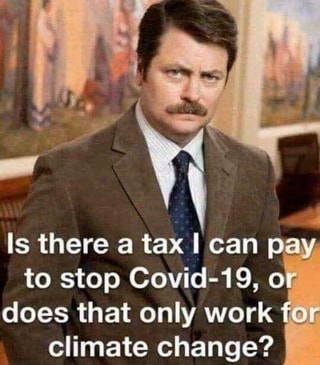 Is there a tax I can pay
to stop Covid-19, or
does that only work for
climate change?